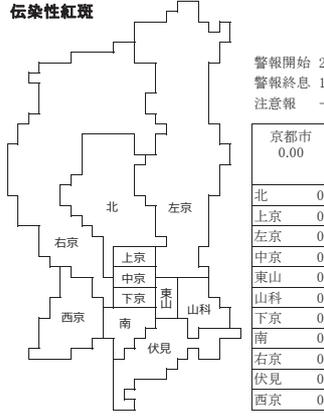 伝染性紅斑
警報開始 2
警報終息 1
注意報 -
京都市
0.00
北 0
上京 0
左京 0
中京 0
東山 0
山科 0
下京 0
南 0
右京 0
伏見 0
西京 0
北
左京
右京
上京
中京
下京
東山
山科
西京
南
伏見